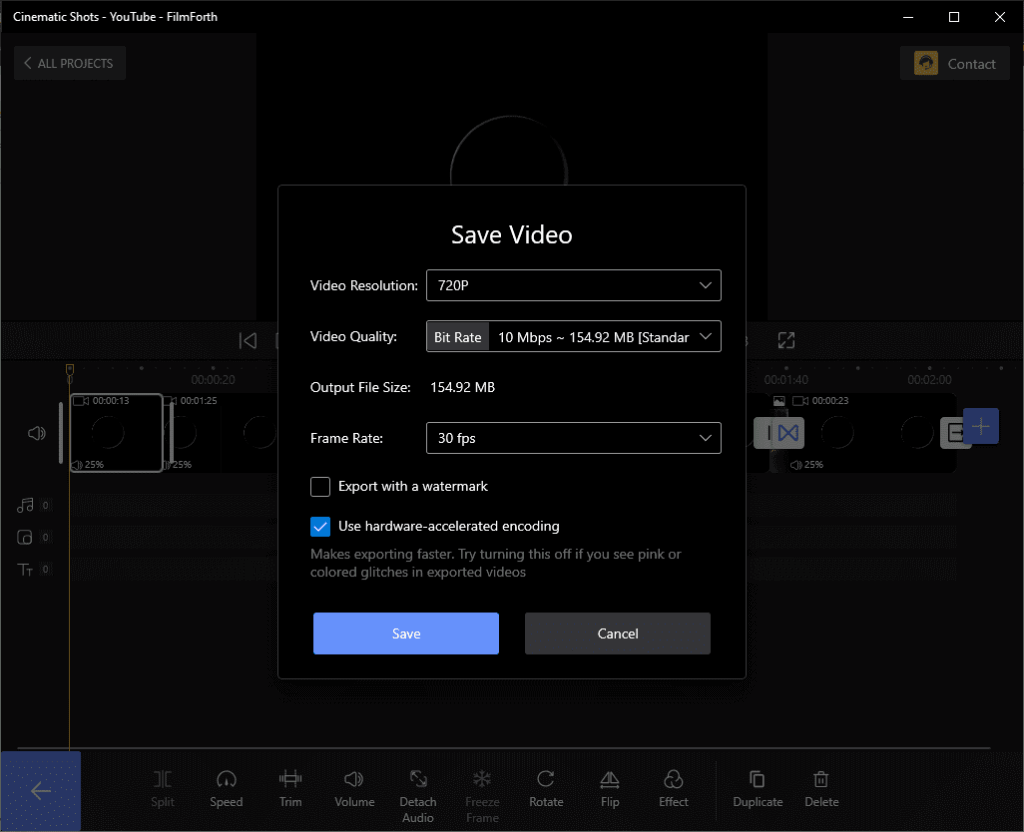 Cinematic Shots - YouTube - FilmForth
ALL PROJECTS
Contact
Save Video
Video Resolution: 720P
Video Quality: Bit Rate 10 Mbps ~ 154.92 MB [Standar
Output File Size: 154.92 MB
Frame Rate: 30 fps
Export with a watermark
Use hardware-accelerated encoding
Makes exporting faster. Try turning this off if you see pink or
colored glitches in exported videos
Save Cancel
0 00:00:20 00:01:40 00:02:00
00:00:13 00:01:25 00:00:23
25% 25% 25%
0
0
TT 0
Split Speed Trim Volume Detach Audio Freeze Frame Rotate Flip Effect Duplicate Delete